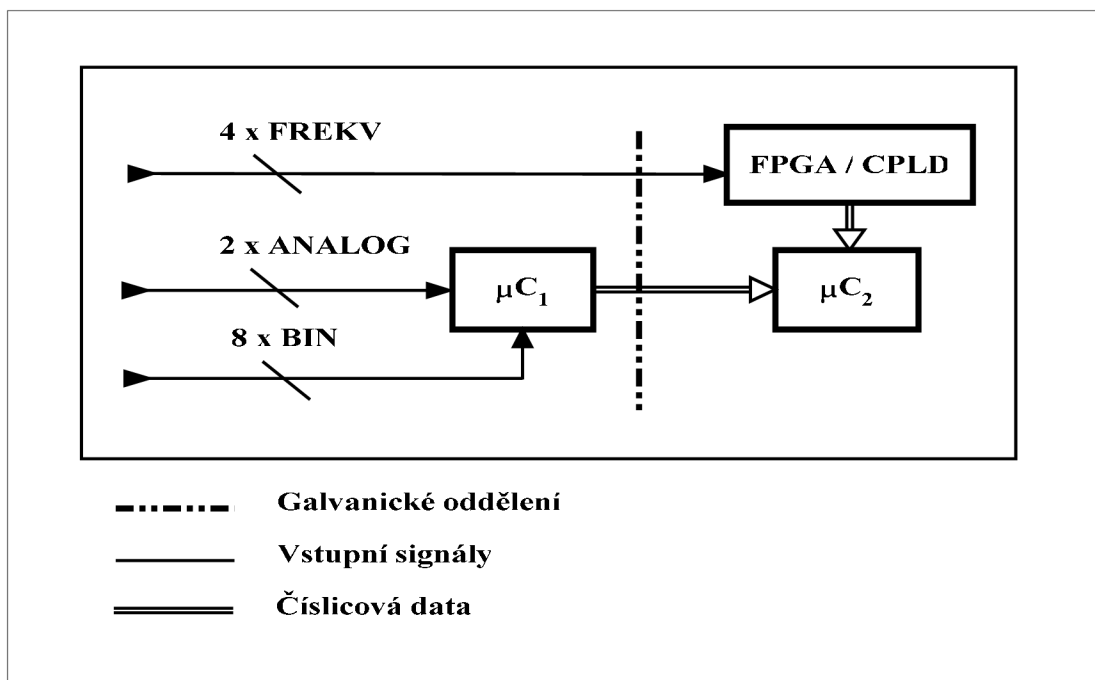 4 x FREKV
FPGA / CPLD
2 x ANALOG
μC1
μC2
8 x BIN
Galvanické oddělení
Vstupní signály
Číslicová data